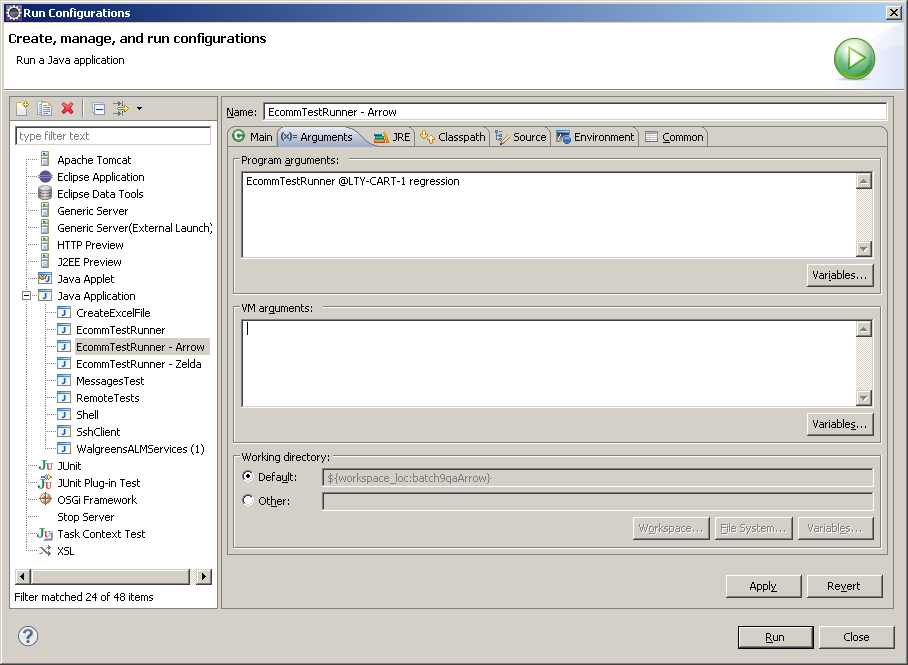 Run Configurations
Create, manage, and run configurations
Run a Java application
type filter text
Apache Tomcat
Eclipse Application
Eclipse Data Tools
Generic Server
Generic Server(External Launch)
HTTP Preview
J2EE Preview
Java Applet
Java Application
CreateExcelFile
EcommTestRunner
EcommTestRunner - Arrow
EcommTestRunner - Zelda
MessagesTest
RemoteTests
Shell
SshClient
WalgreensALMServices (1)
JUnit
JUnit Plug-in Test
OSGi Framework
Stop Server
Task Context Test
XSL
Filter matched 24 of 48 items
Name: EcommTestRunner - Arrow
Main (x)= Arguments JRE Classpath Source Environment Common
Program arguments:
EcommTestRunner @LTY-CART-1 regression
Variables...
VM arguments:
Variables...
Working directory:
Default: ${workspace_loc:batch9qaArrow}
Other:
Workspace... File System... Variables...
Apply Revert
Run Close